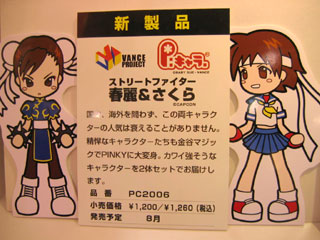 新製品
VANCE PROJECT
P:キャラ
ストリートファイター
春麗&さくら
©CAPCOM
国内、海外を問わず、この両キャラク
ターの人気は衰えることがありません。
精悍なキャラクターたちも金谷マジッ
クでPINKYに大変身。カワイ強そうな
キャラクターを2体セットでお届けし
ます。
品番 PC2006
小売価格 ¥1,200/¥1,260(税込)
発売予定 8月